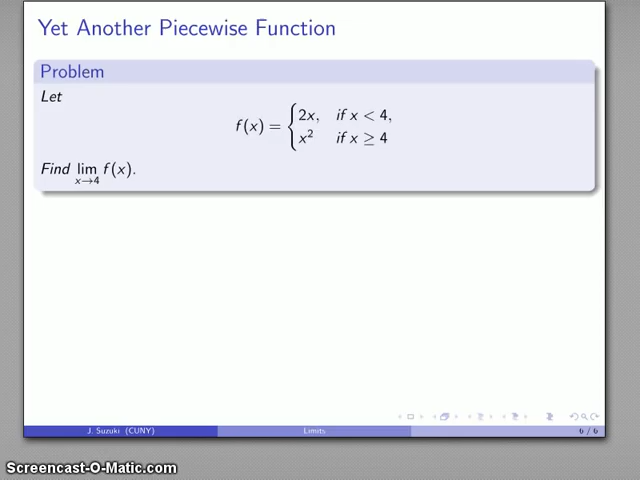 Yet Another Piecewise Function
Problem
Let
f(x) = { 2x, if x < 4,
x² if x ≥ 4
Find lim f(x).
x→4
J. Suzuki (CUNY) Limits 6 / 6
Screencast-O-Matic.com